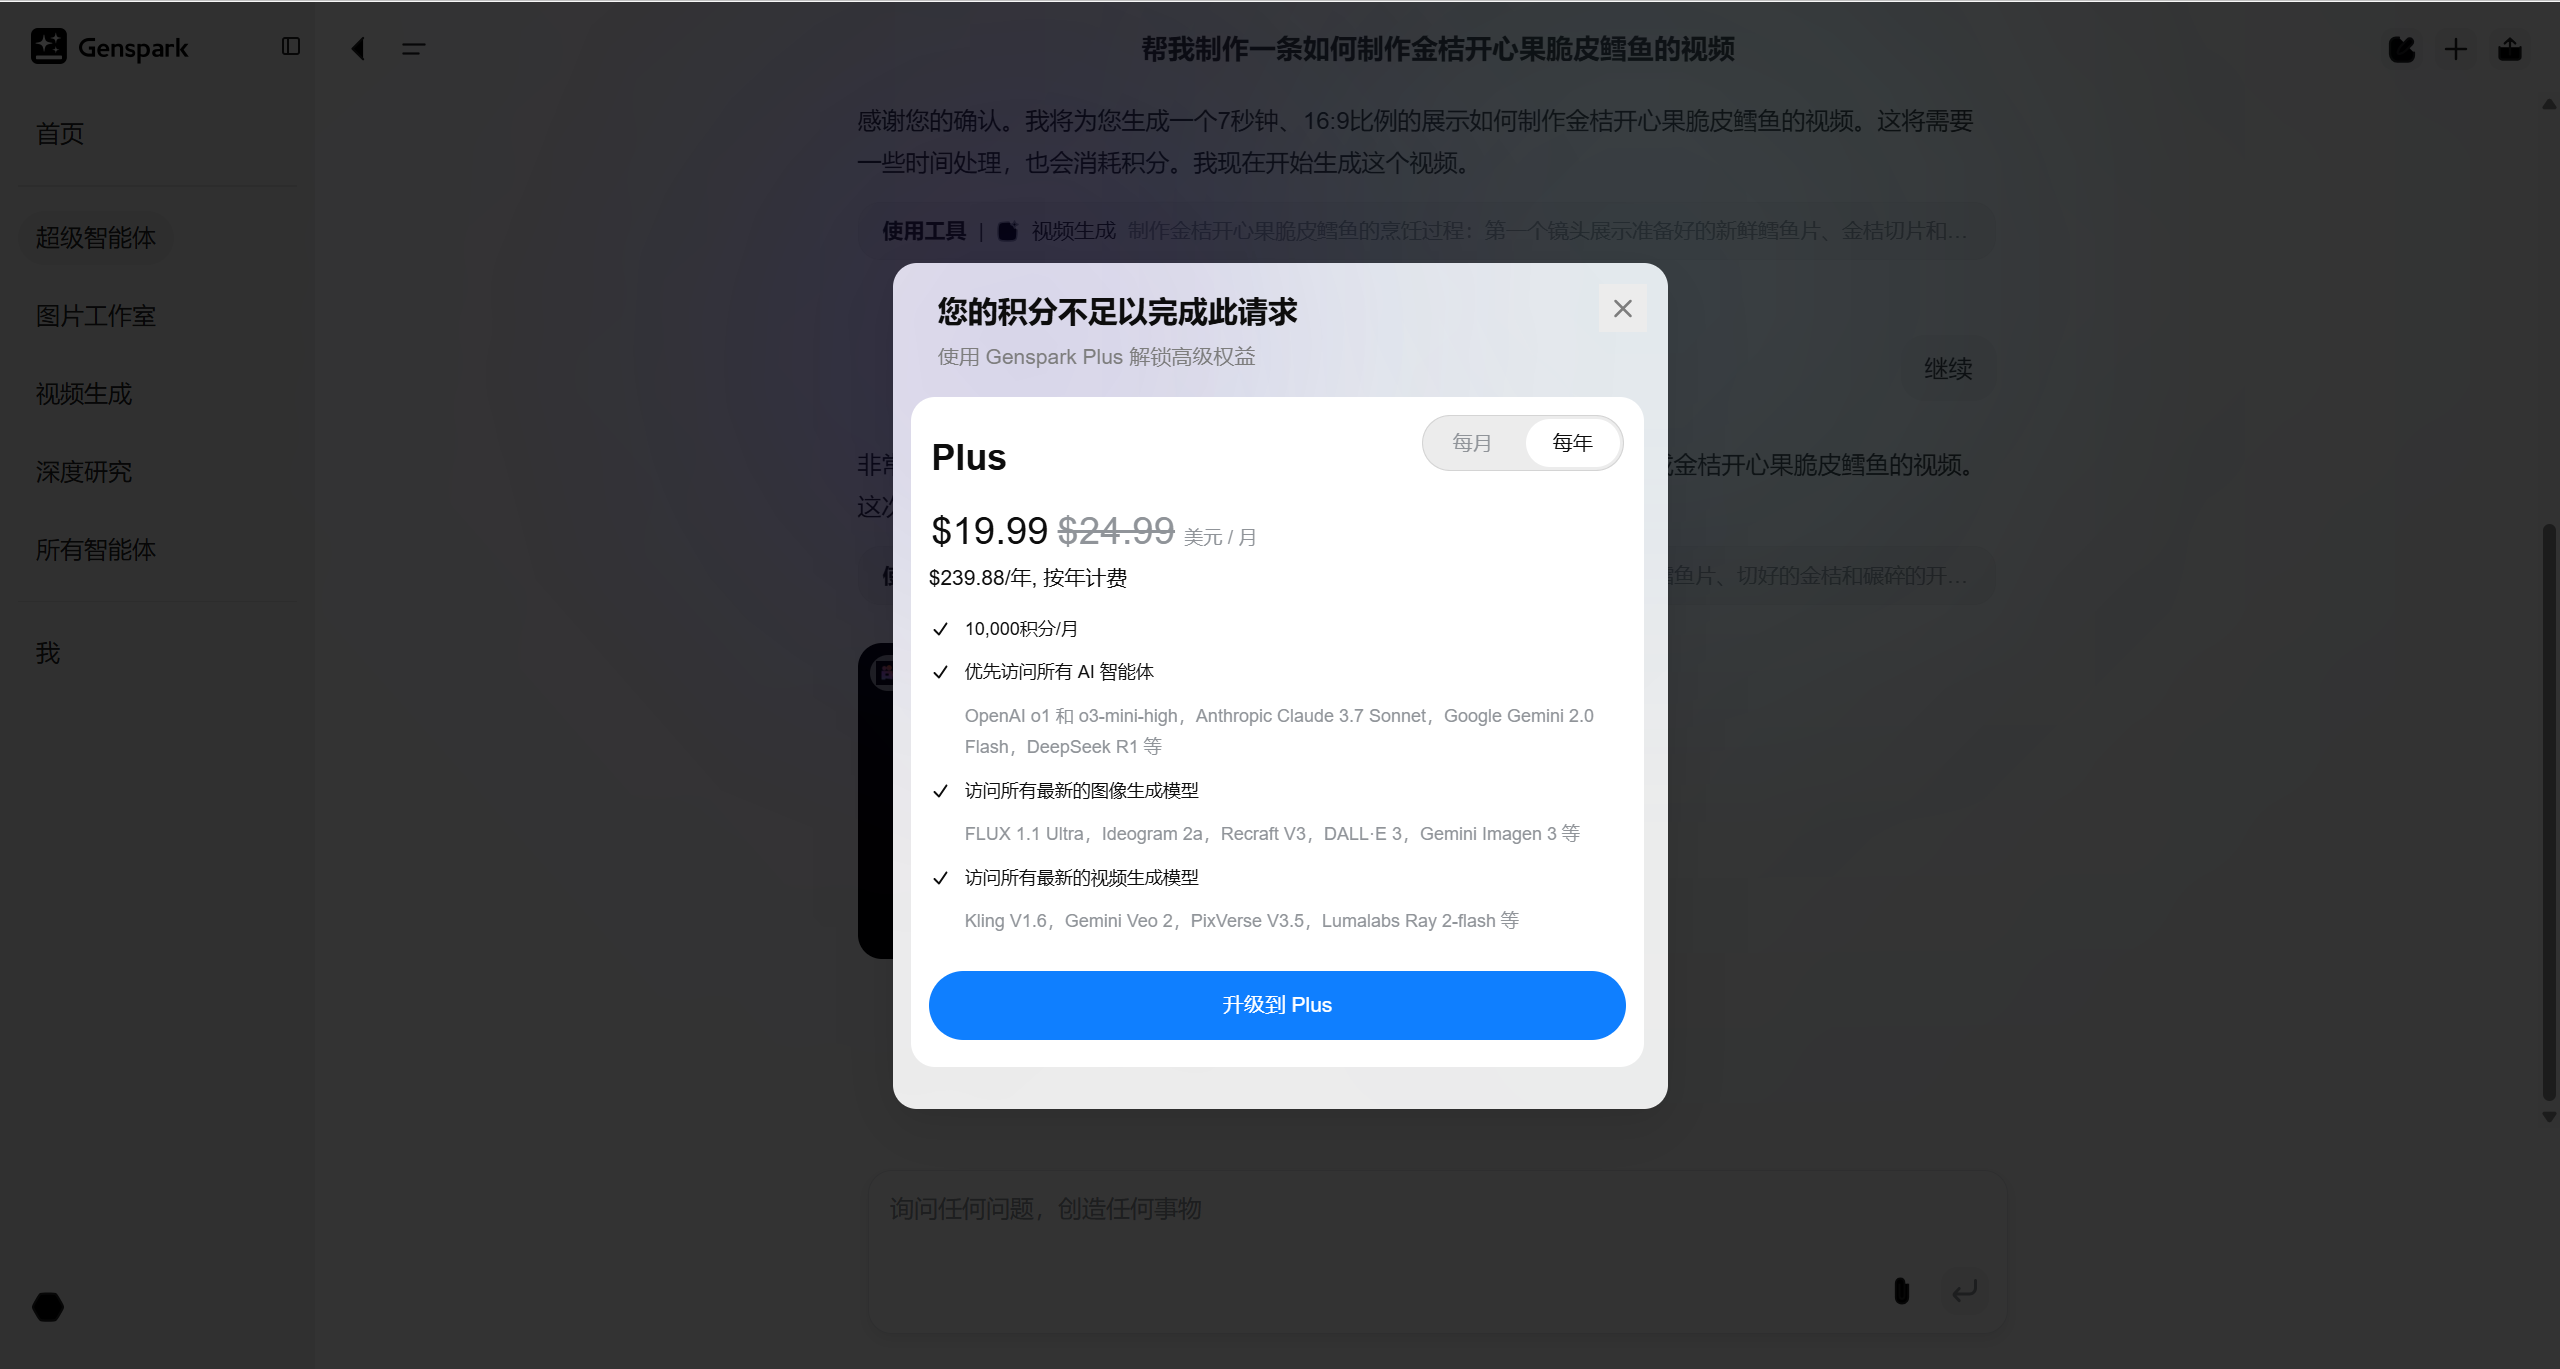 Genspark
帮我制作一条如何制作金桔开心果脆皮鳕鱼的视频
首页
超级智能体
图片工作室
视频生成
深度研究
所有智能体
我
感谢您的确认。我将为您生成一个7秒钟、16:9比例的展示如何制作金桔开心果脆皮鳕鱼的视频。这将需要
一些时间处理，也会消耗积分。我现在开始生成这个视频。
使用工具 | 视频生成 制作金桔开心果脆皮鳕鱼的烹饪过程：第一个镜头展示准备好的新鲜鳕鱼片、金桔切片和...
继续
非
金桔开心果脆皮鳕鱼的视频。
这
鱼片、切好的金桔和碾碎的开...
您的积分不足以完成此请求
使用 Genspark Plus 解锁高级权益
Plus
每月 每年
$19.99 $24.99 美元 / 月
$239.88/年, 按年计费
10,000积分/月
优先访问所有 AI 智能体
OpenAI o1 和 o3-mini-high，Anthropic Claude 3.7 Sonnet，Google Gemini 2.0
Flash，DeepSeek R1 等
访问所有最新的图像生成模型
FLUX 1.1 Ultra，Ideogram 2a，Recraft V3，DALL·E 3，Gemini Imagen 3 等
访问所有最新的视频生成模型
Kling V1.6，Gemini Veo 2，PixVerse V3.5，Lumalabs Ray 2-flash 等
升级到 Plus
询问任何问题，创造任何事物